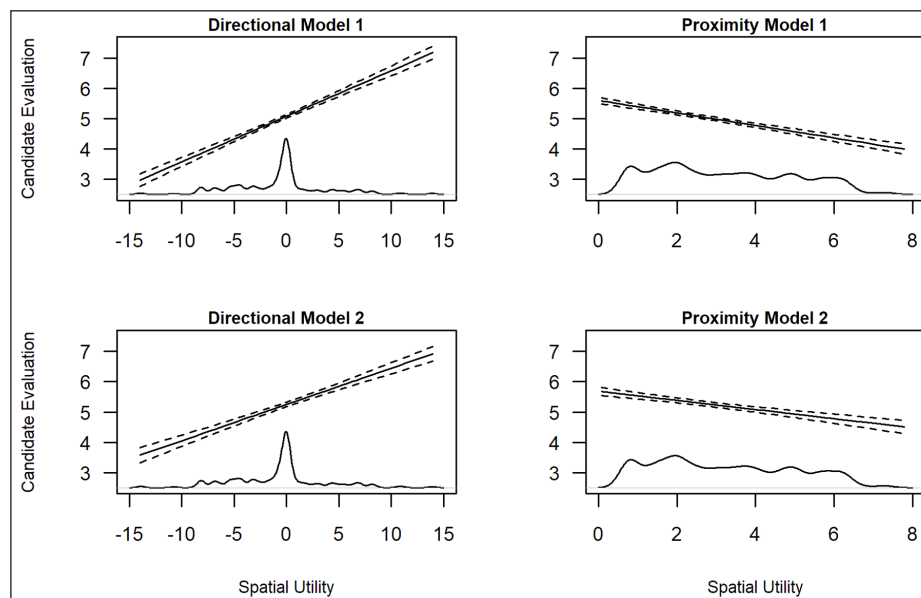 Directional Model 1
Proximity Model 1
Candidate Evaluation
7
6
5
4
3
-15 -10 -5 0 5 10 15
7
6
5
4
3
0 2 4 6 8
Directional Model 2
Proximity Model 2
Candidate Evaluation
7
6
5
4
3
-15 -10 -5 0 5 10 15
7
6
5
4
3
0 2 4 6 8
Spatial Utility
Spatial Utility